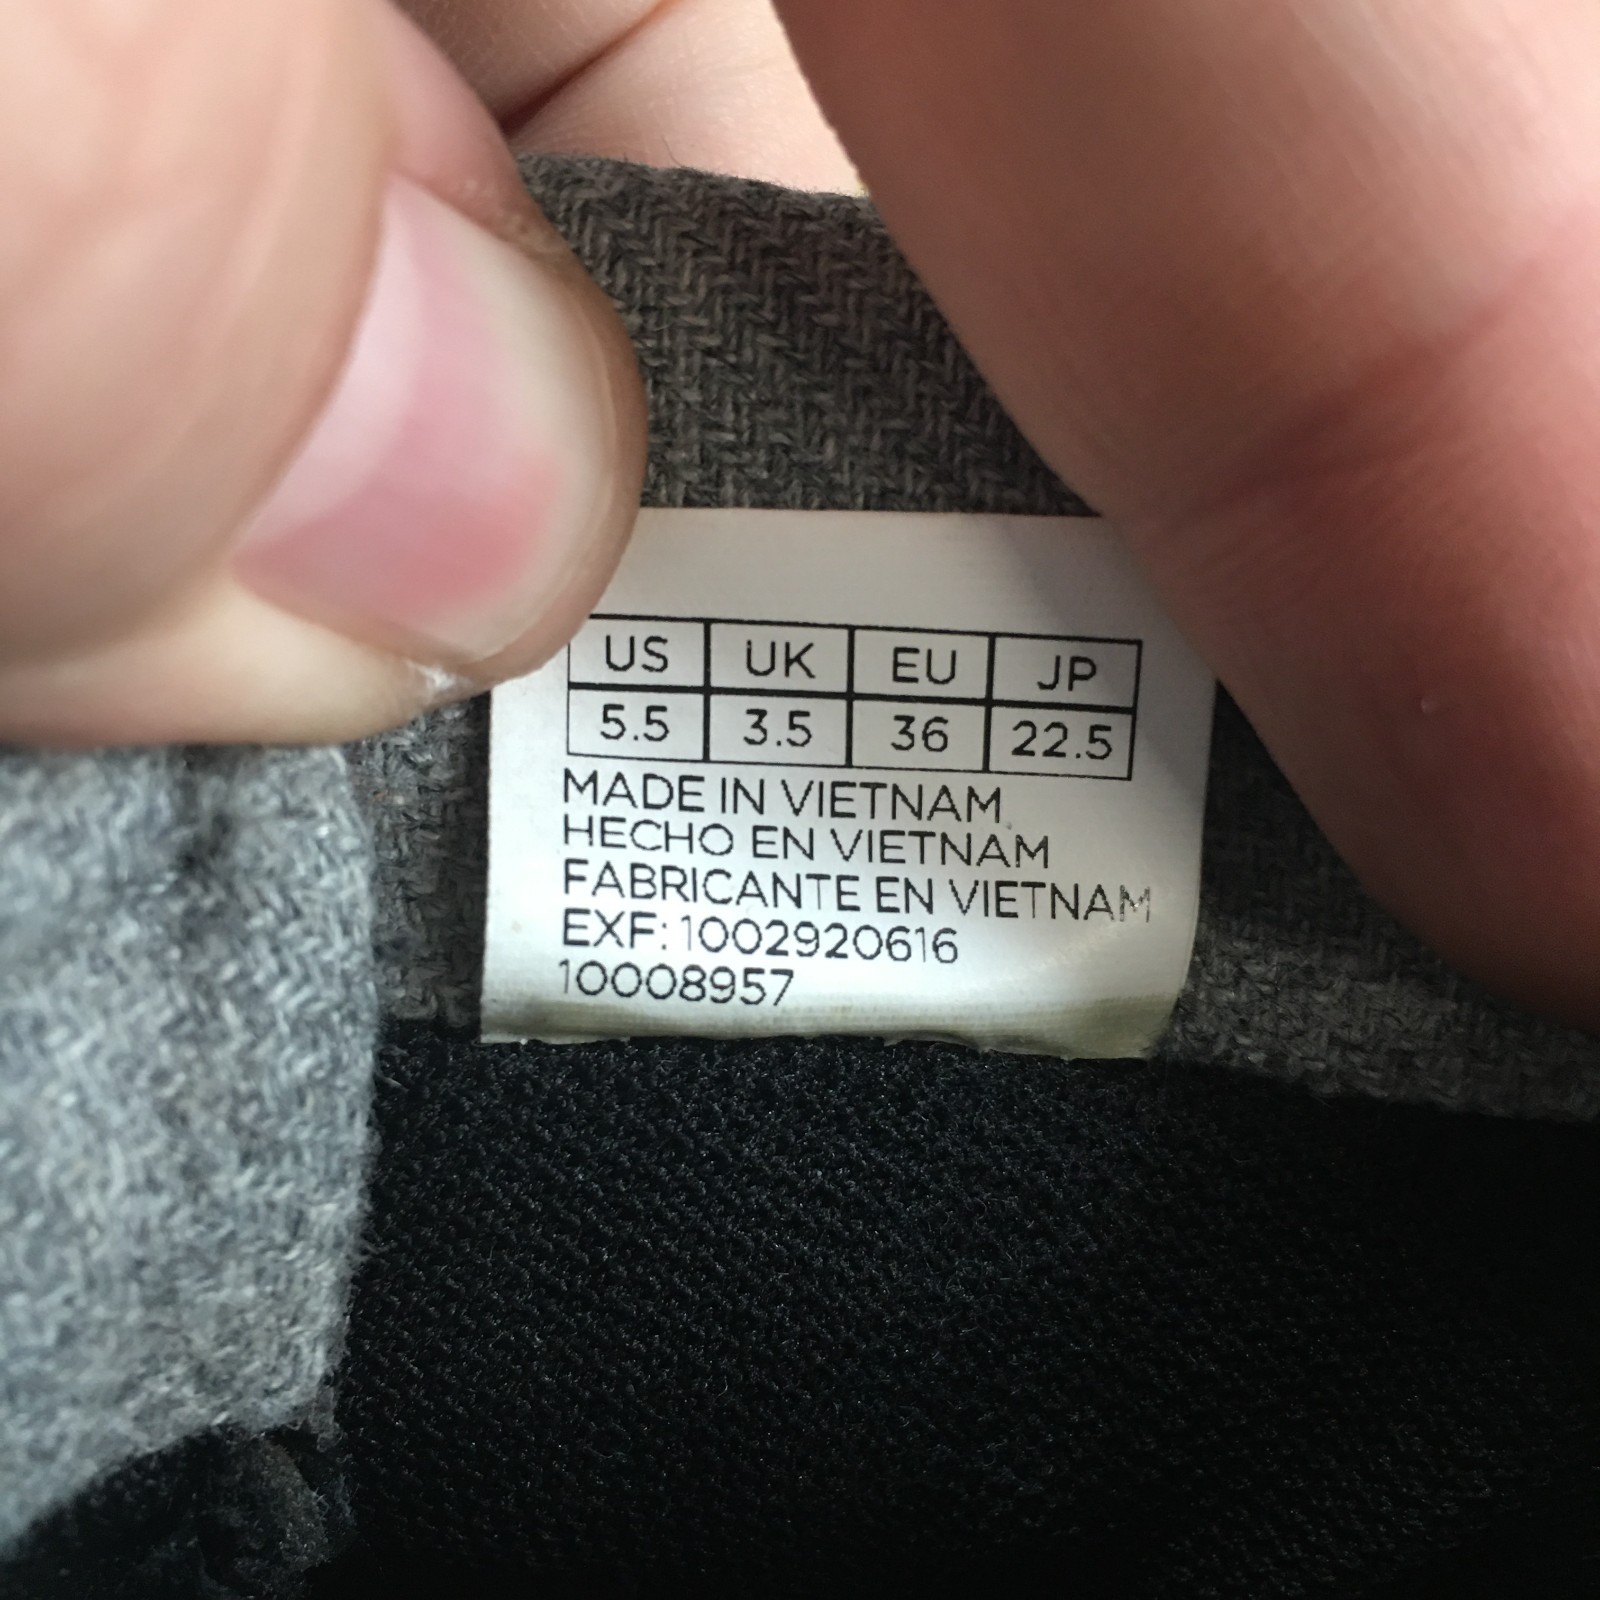 US UK EU JP
5.5 3.5 36 22.5
MADE IN VIETNAM
HECHO EN VIETNAM
FABRICANTE EN VIETNAM
EXF: 1002920616
10008957